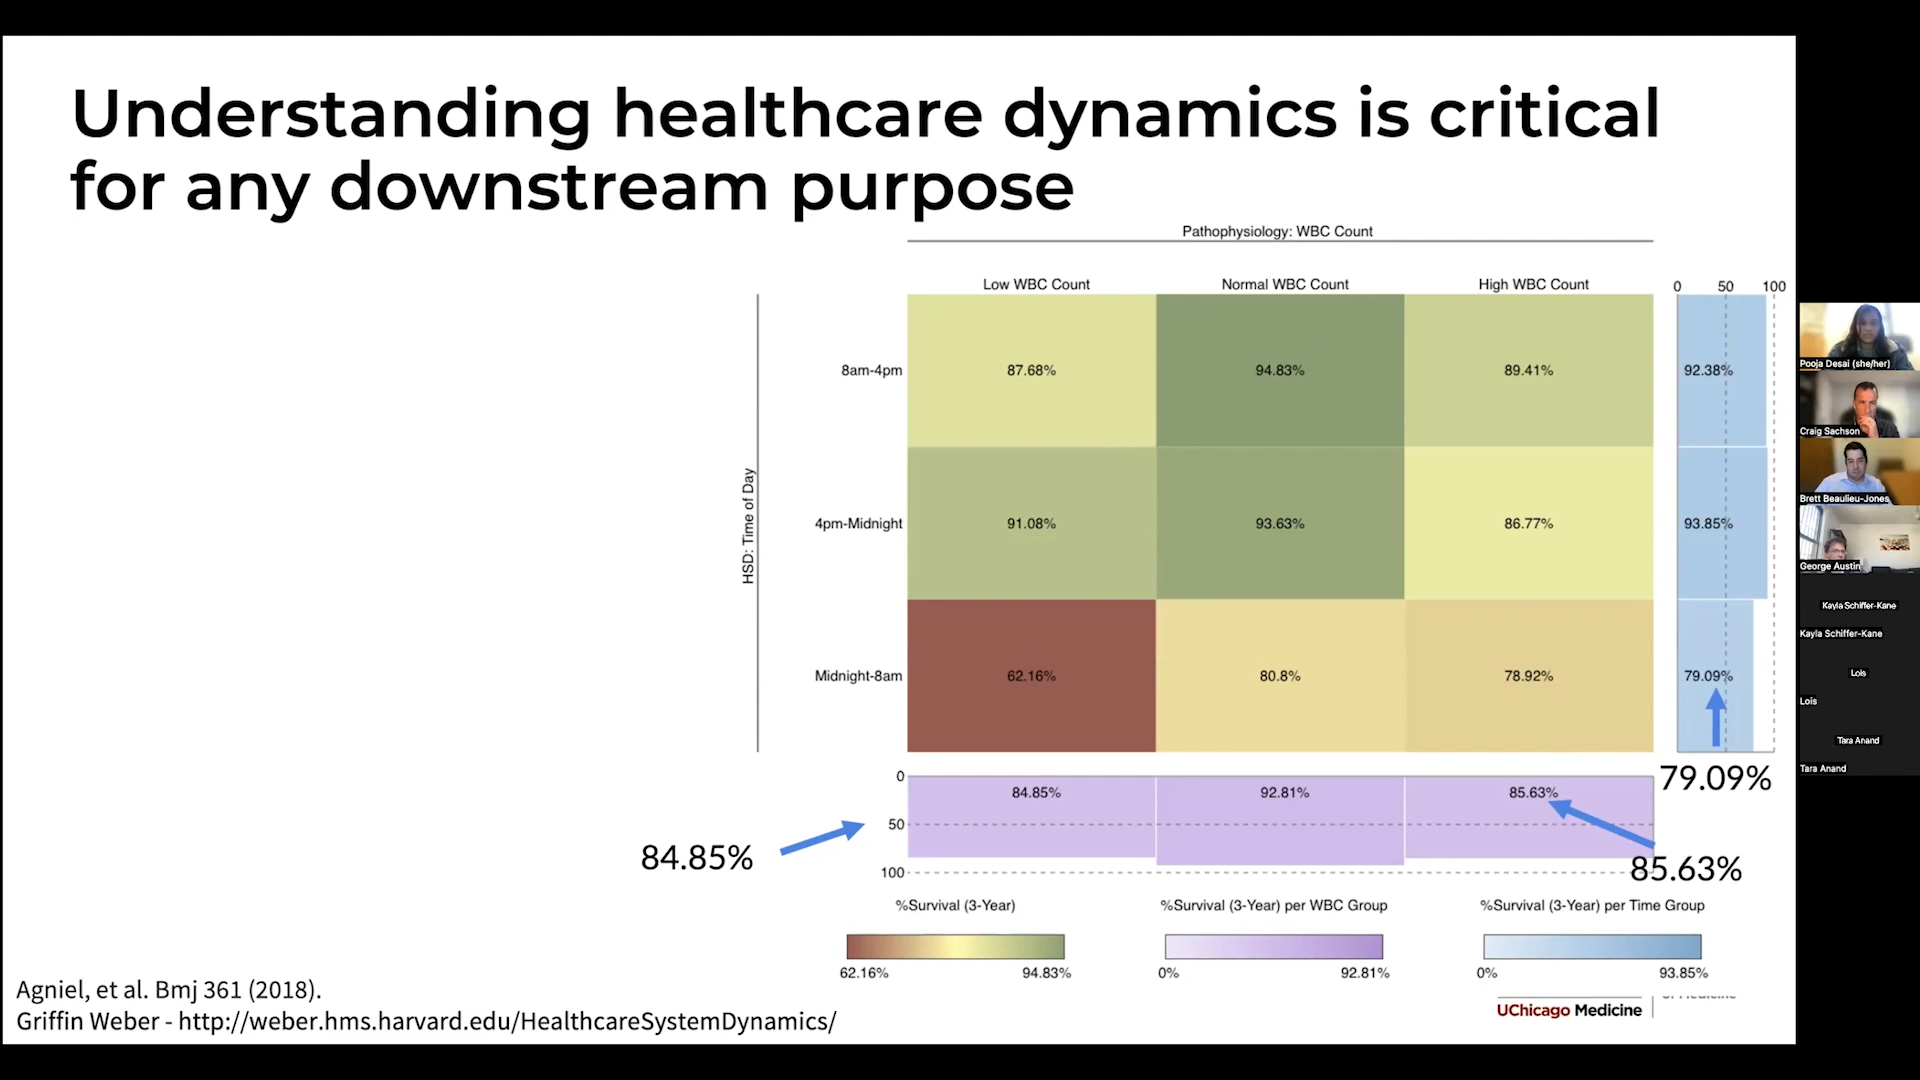 Understanding healthcare dynamics is critical
for any downstream purpose
Pathophysiology: WBC Count
Low WBC Count
Normal WBC Count
High WBC Count
0 50 100
HSD: Time of Day
8am-4pm
87.68%
94.83%
89.41%
92.38%
4pm-Midnight
91.08%
93.63%
86.77%
93.85%
Midnight-8am
62.16%
80.8%
78.92%
79.09%
79.09%
0
50
100
84.85%
92.81%
85.63%
84.85%
85.63%
%Survival (3-Year)
62.16%
94.83%
%Survival (3-Year) per WBC Group
0%
92.81%
%Survival (3-Year) per Time Group
0%
93.85%
Agniel, et al. Bmj 361 (2018).
Griffin Weber - http://weber.hms.harvard.edu/HealthcareSystemDynamics/
UChicago Medicine
Pooja Desai (she/her)
Craig Sachson
Brett Beaulieu-Jones
George Austin
Kayla Schiffer-Kane
Kayla Schiffer-Kane
Lois
Lois
Tara Anand
Tara Anand